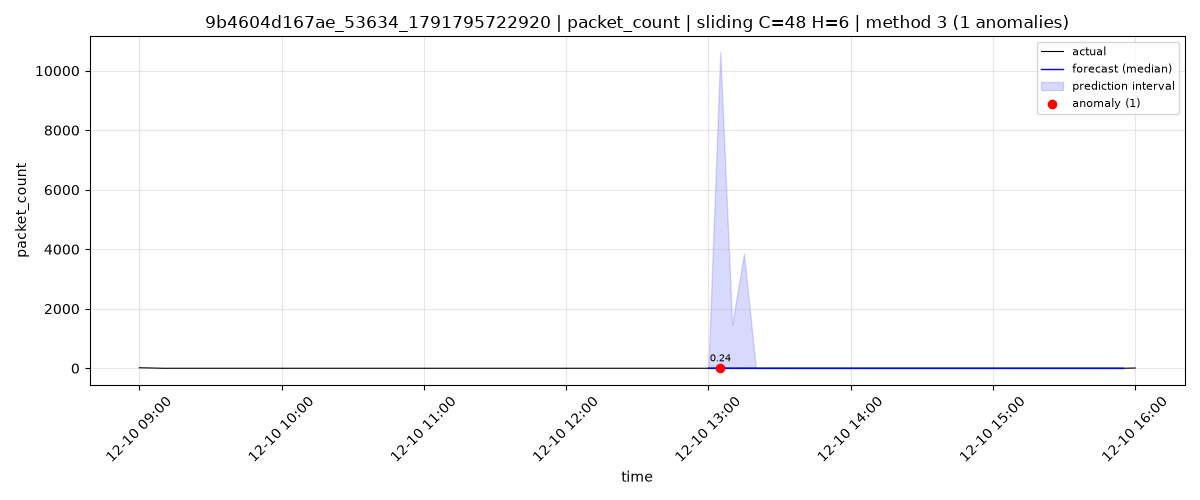 9b4604d167ae_53634_1791795722920 | packet_count | sliding C=48 H=6 | method 3 (1 anomalies)
actual
forecast (median)
prediction interval
anomaly (1)
packet_count
10000
8000
6000
4000
2000
0
0.24
12-10 09:00
12-10 10:00
12-10 11:00
12-10 12:00
12-10 13:00
12-10 14:00
12-10 15:00
12-10 16:00
time